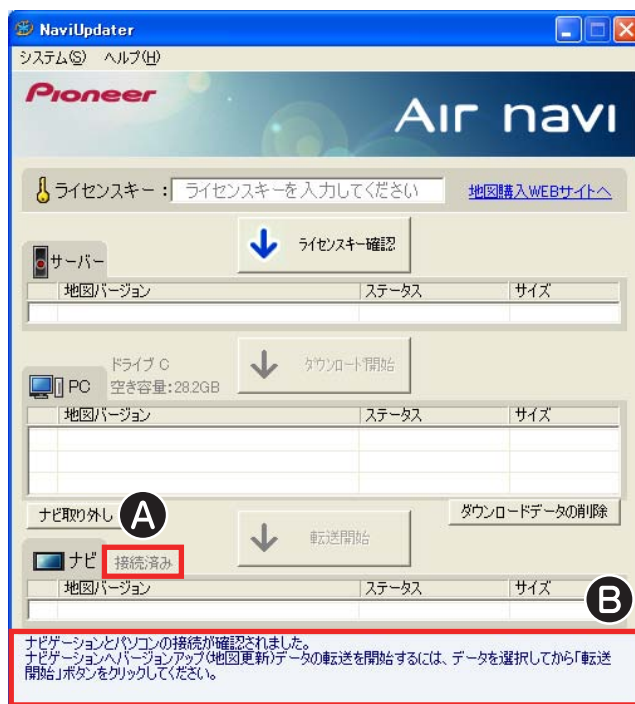 NaviUpdater
システム(S) ヘルプ(H)
Pioneer
AIr navI
ライセンスキー： ライセンスキーを入力してください 地図購入WEBサイトへ
ライセンスキー確認
サーバー
地図バージョン ステータス サイズ
ドライブ C
空き容量:28.2GB
ダウンロード開始
PC
地図バージョン ステータス サイズ
ナビ取り外し A ダウンロードデータの削除
転送開始
ナビ 接続済み
地図バージョン ステータス サイズ
B
ナビゲーションとパソコンの接続が確認されました。
ナビゲーションへバージョンアップ(地図更新)データの転送を開始するには、データを選択してから「転送
開始」ボタンをクリックしてください。